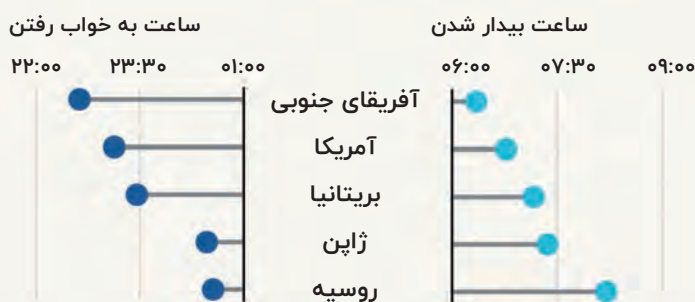 ساعت بیدار شدن
ساعت به خواب رفتن
۰۶:۰۰ ۰۷:۳۰ ۰۹:۰۰
۲۲:۰۰ ۲۳:۳۰ ۰۱:۰۰
آفریقای جنوبی
آمریکا
بریتانیا
ژاپن
روسیه